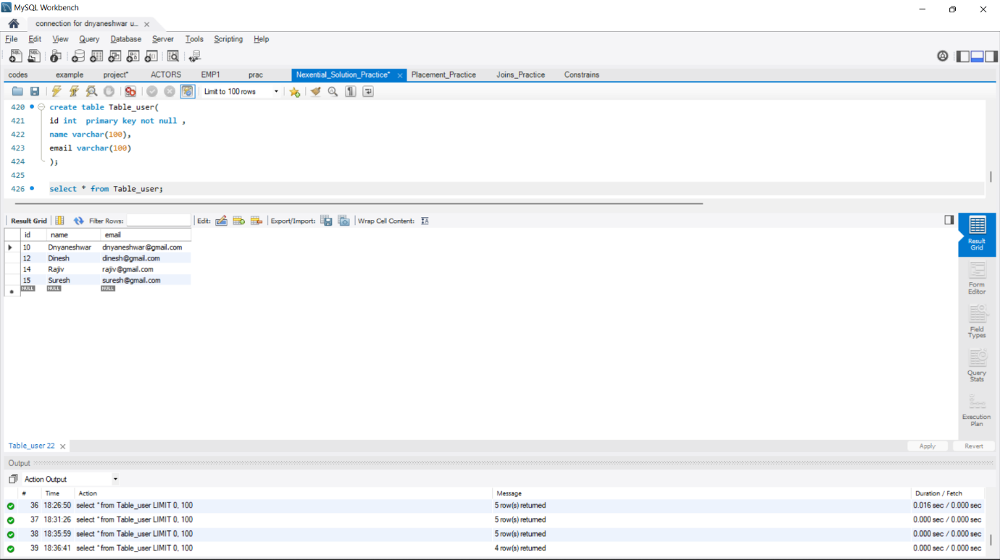 MySQL Workbench
connection for dnyaneshwar u...
File Edit View Query Database Server Tools Scripting Help
codes example project* ACTORS EMP1 prac Nexential_Solution_Practice* Placement_Practice Joins_Practice Constrains
Limit to 100 rows
420 create table Table_user(
421 id int primary key not null ,
422 name varchar(100),
423 email varchar(100)
424 );
425
426 select * from Table_user;
Result Grid Filter Rows: Edit: Export/Import: Wrap Cell Content:
id name email
10 Dnyaneshwar dnyaneshwar@gmail.com
12 Dinesh dinesh@gmail.com
14 Rajiv rajiv@gmail.com
15 Suresh suresh@gmail.com
NULL NULL NULL
Result
Grid
Form
Editor
Field
Types
Query
Stats
Execution
Plan
Table_user 22 Apply Revert
Output
Action Output
# Time Action Message Duration / Fetch
36 18:26:50 select * from Table_user LIMIT 0, 100 5 row(s) returned 0.016 sec / 0.000 sec
37 18:31:26 select * from Table_user LIMIT 0, 100 5 row(s) returned 0.000 sec / 0.000 sec
38 18:35:59 select * from Table_user LIMIT 0, 100 5 row(s) returned 0.000 sec / 0.000 sec
39 18:36:41 select * from Table_user LIMIT 0, 100 4 row(s) returned 0.000 sec / 0.000 sec